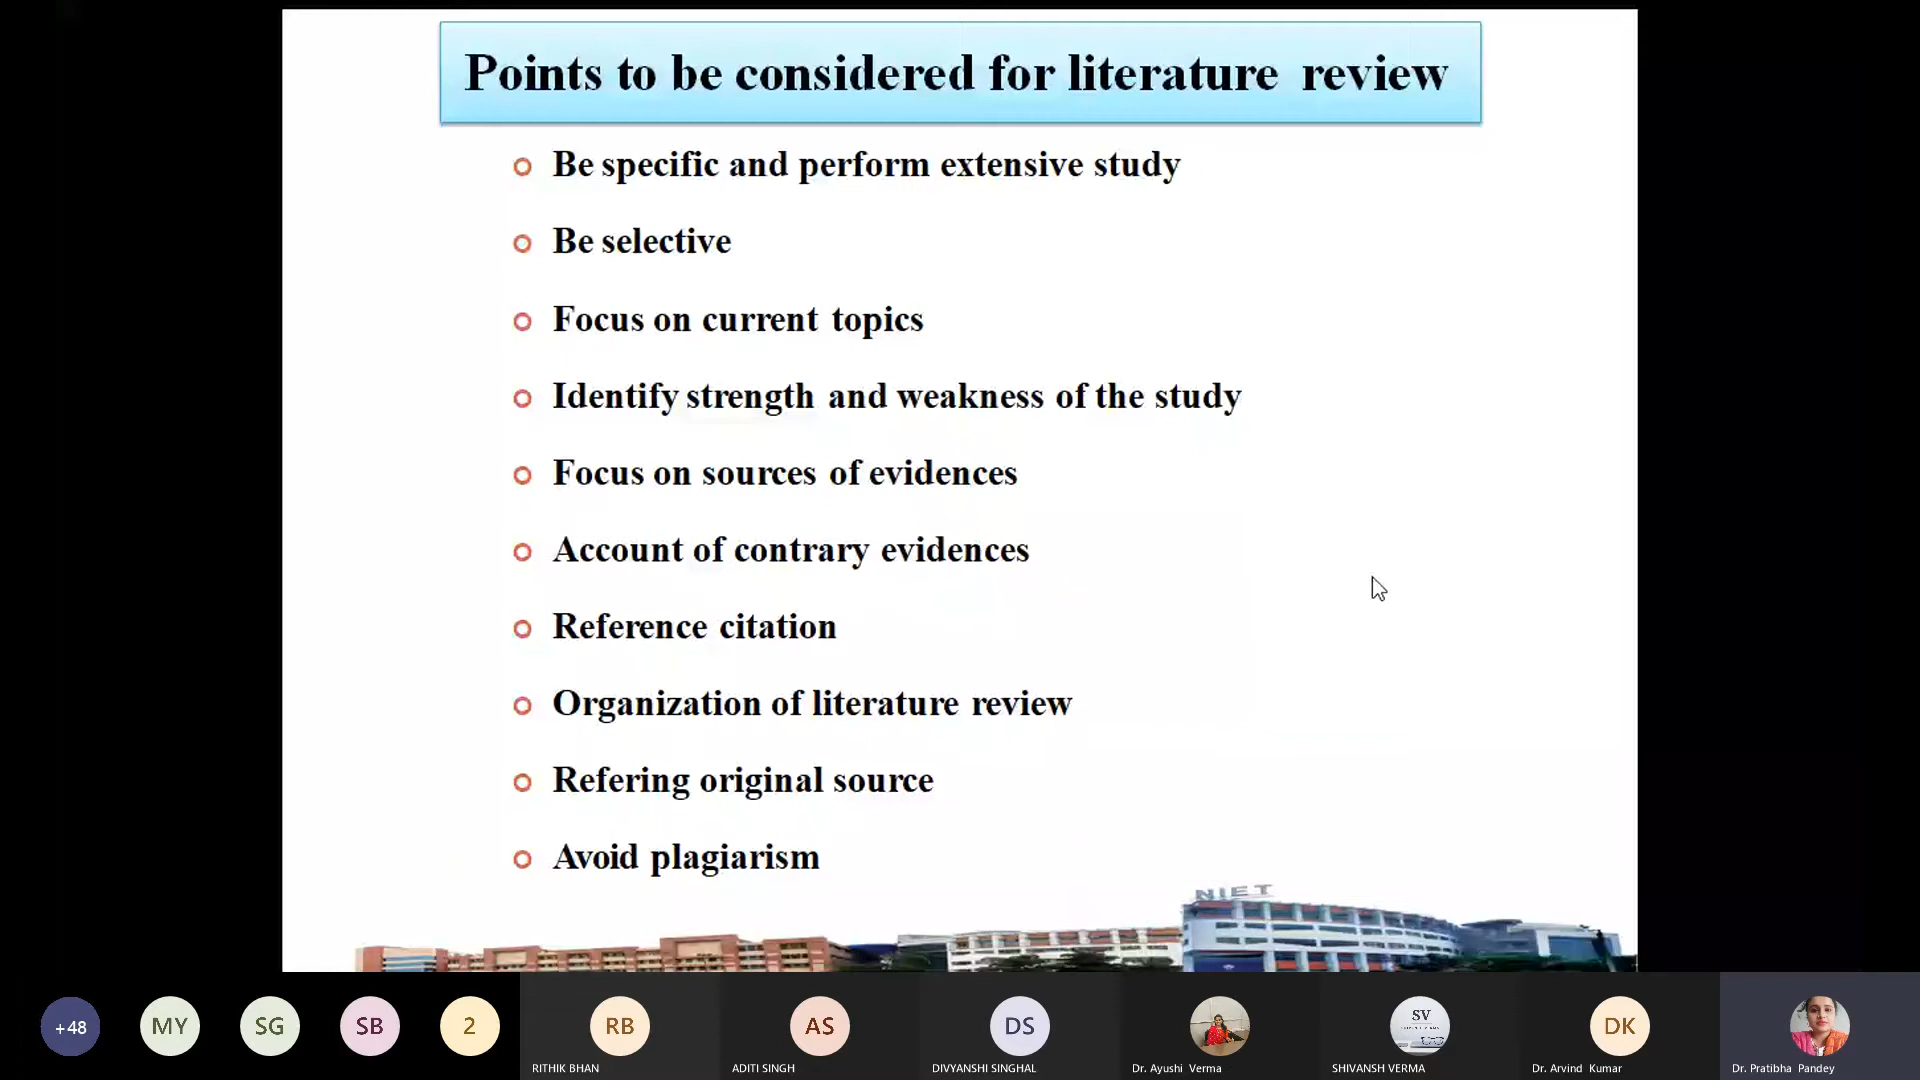 Points to be considered for literature review
Be specific and perform extensive study
Be selective
Focus on current topics
Identify strength and weakness of the study
Focus on sources of evidences
Account of contrary evidences
Reference citation
Organization of literature review
Refering original source
Avoid plagiarism
NIET
+48
MY
SG
SB
2
RB
AS
DS
SV
DK
RITHIK BHAN
ADITI SINGH
DIVYANSHI SINGHAL
Dr. Ayushi Verma
SHIVANSH VERMA
Dr. Arvind Kumar
Dr. Pratibha Pandey